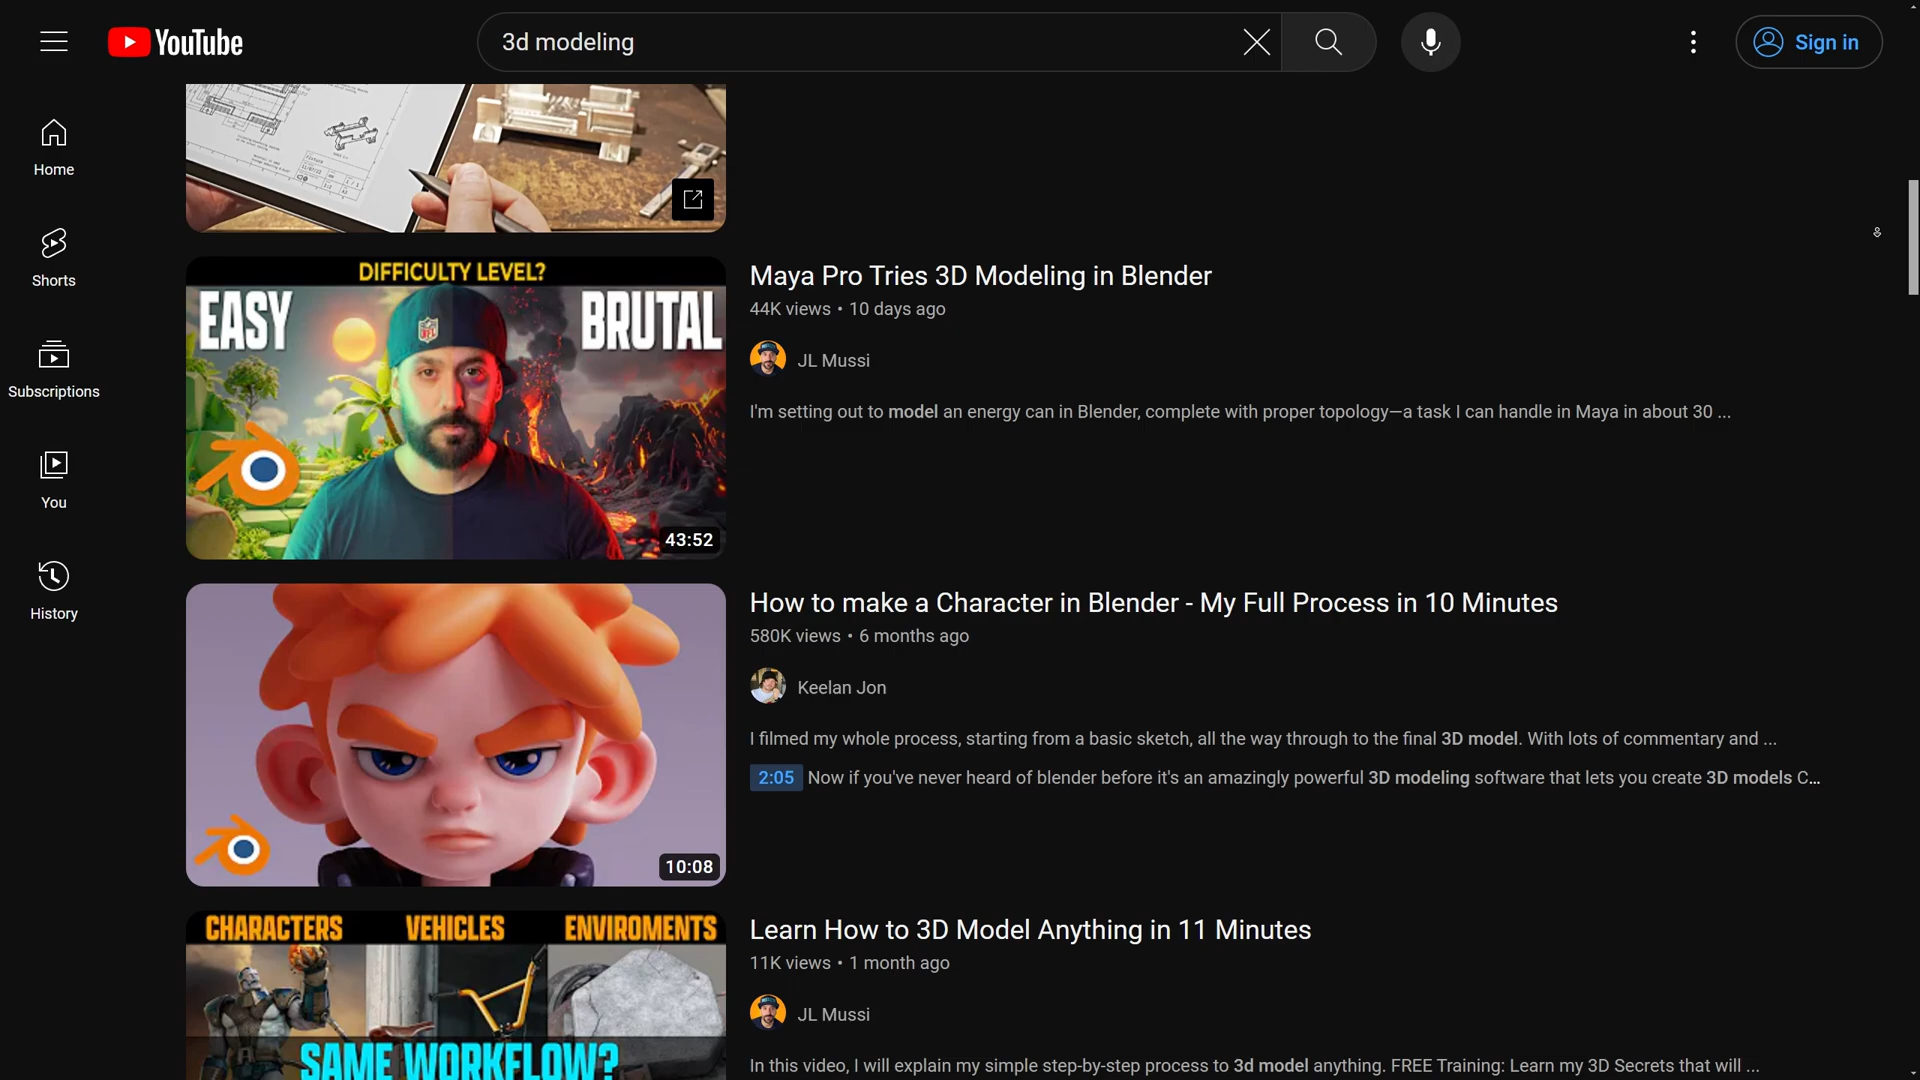 YouTube
3d modeling
Sign in
Home
Shorts
Subscriptions
You
History
DIFFICULTY LEVEL?
EASY
BRUTAL
43:52
Maya Pro Tries 3D Modeling in Blender
44K views • 10 days ago
JL Mussi
I'm setting out to model an energy can in Blender, complete with proper topology—a task I can handle in Maya in about 30 ...
10:08
How to make a Character in Blender - My Full Process in 10 Minutes
580K views • 6 months ago
Keelan Jon
I filmed my whole process, starting from a basic sketch, all the way through to the final 3D model. With lots of commentary and ...
2:05 Now if you've never heard of blender before it's an amazingly powerful 3D modeling software that lets you create 3D models C...
CHARACTERS VEHICLES ENVIROMENTS
SAME WORKFLOW?
Learn How to 3D Model Anything in 11 Minutes
11K views • 1 month ago
JL Mussi
In this video, I will explain my simple step-by-step process to 3d model anything. FREE Training: Learn my 3D Secrets that will ...